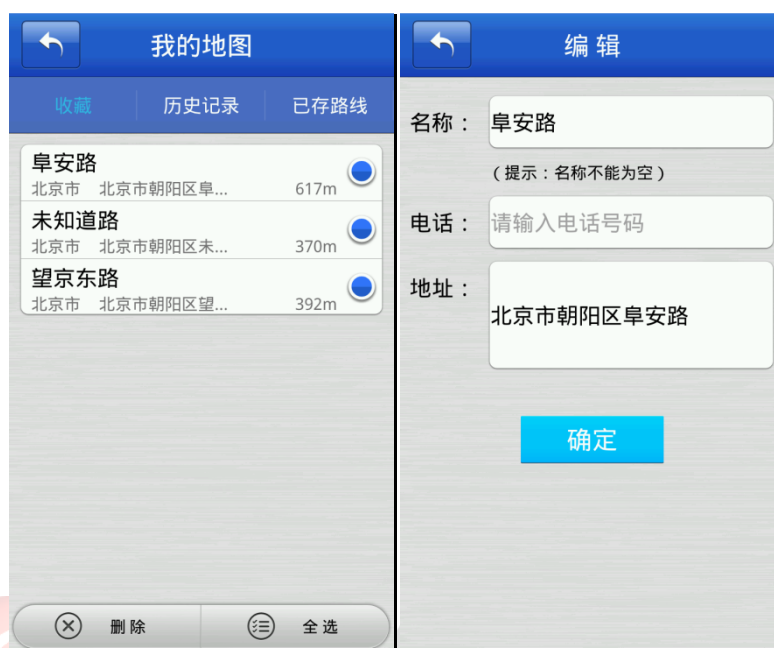 我的地图
收藏 历史记录 已存路线
阜安路
北京市 北京市朝阳区阜... 617m
未知道路
北京市 北京市朝阳区未... 370m
望京东路
北京市 北京市朝阳区望... 392m
删除 全选
编辑
名称： 阜安路
（提示：名称不能为空）
电话： 请输入电话号码
地址： 北京市朝阳区阜安路
确定